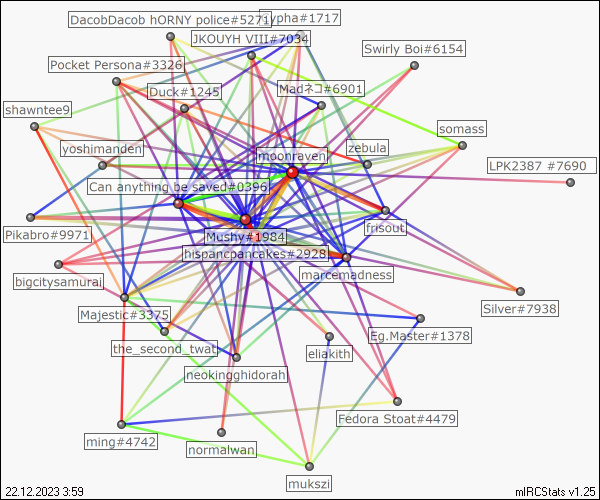 DacobDacob hORNY police#5271
ypha#1717
JKOUYH VIII#7034
Swirly Boi#6154
Pocket Persona#3326
Duck#1245
Madネコ#6901
shawntee9
somass
yoshimanden
moonraven
zebula
LPK2387 #7690
Can anything be saved#0396
Pikabro#9971
Mushy#1984
frisout
hispancpancakes#2928
bigcitysamurai
marcemadness
Majestic#3375
Silver#7938
Eg.Master#1378
the_second_twat
eliakith
neokingghidorah
Fedora Stoat#4479
ming#4742
normalwan
mukszi
22.12.2023 3:59
mIRCStats v1.25